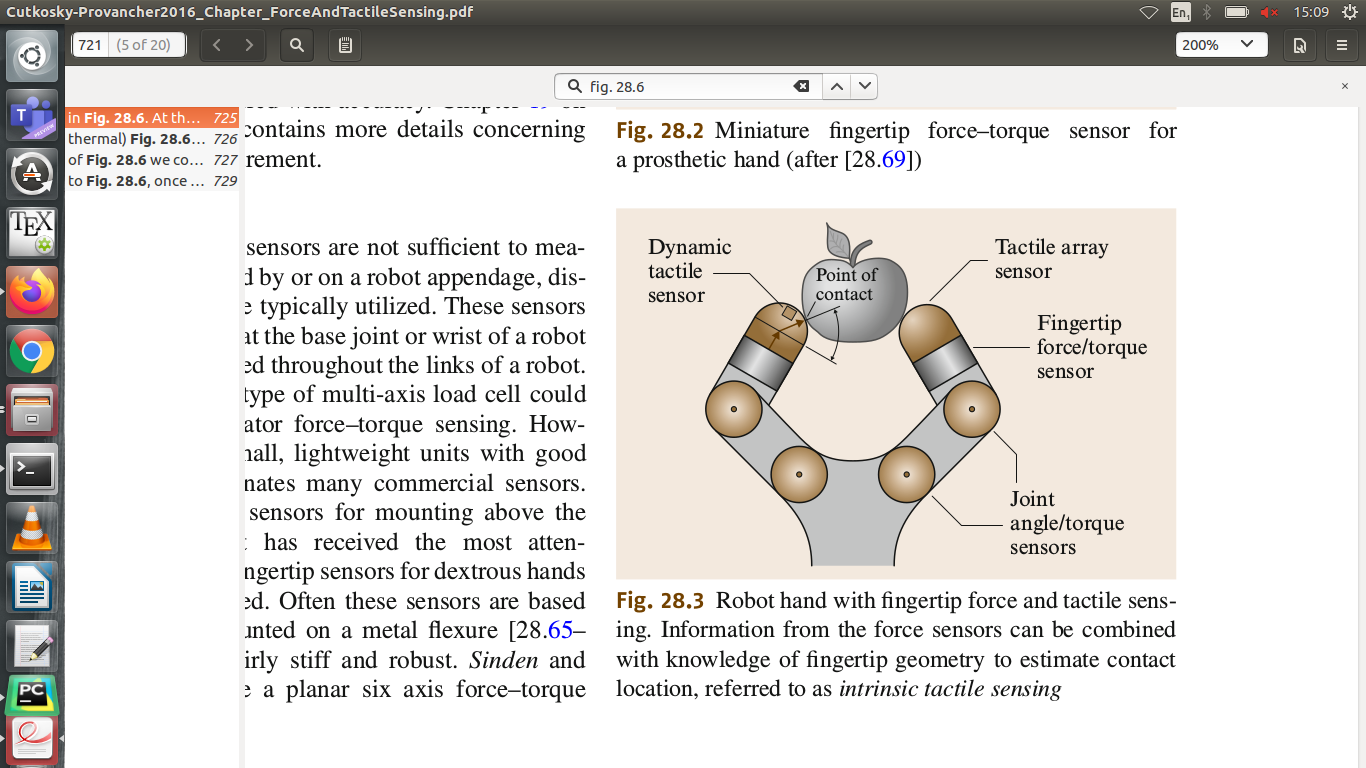 Cutkosky-Provancher2016_Chapter_ForceAndTactileSensing.pdf
En1
15:09
721 (5 of 20)
200%
fig. 28.6
in Fig. 28.6. At th… 725
thermal) Fig. 28.6… 726
of Fig. 28.6 we co… 727
to Fig. 28.6, once … 729
contains more details concerning
rement.
sensors are not sufficient to mea-
d by or on a robot appendage, dis-
e typically utilized. These sensors
at the base joint or wrist of a robot
ed throughout the links of a robot.
type of multi-axis load cell could
ator force–torque sensing. How-
nall, lightweight units with good
nates many commercial sensors.
sensors for mounting above the
t has received the most atten-
ngertip sensors for dextrous hands
ed. Often these sensors are based
unted on a metal flexure [28.65–
irly stiff and robust. Sinden and
e a planar six axis force–torque
Fig. 28.2 Miniature fingertip force–torque sensor for
a prosthetic hand (after [28.69])
Dynamic
tactile
sensor
Point of
contact
Tactile array
sensor
Fingertip
force/torque
sensor
Joint
angle/torque
sensors
Fig. 28.3 Robot hand with fingertip force and tactile sens-
ing. Information from the force sensors can be combined
with knowledge of fingertip geometry to estimate contact
location, referred to as intrinsic tactile sensing
TEX
PC